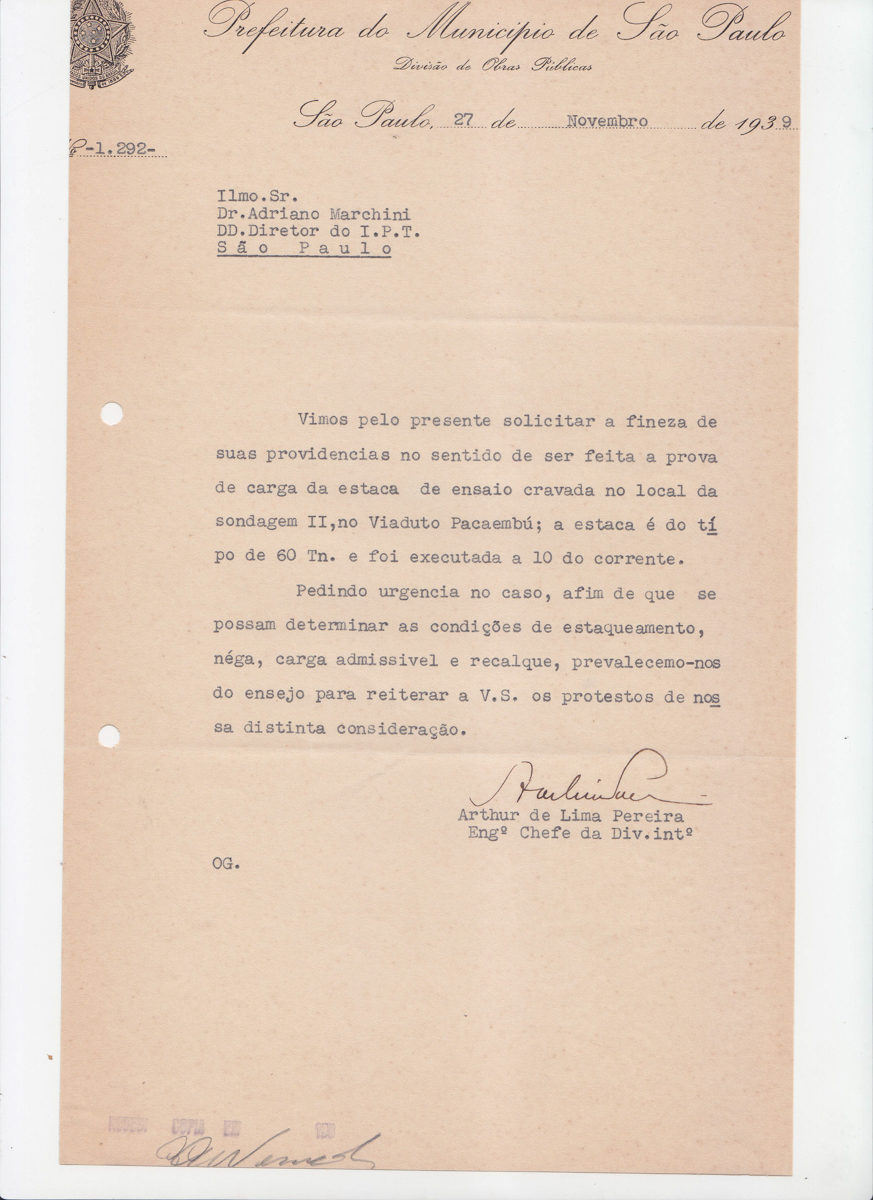 Prefeitura do Município de São Paulo
Divisão de Obras Públicas
São Paulo, 27 de Novembro de 1939
-1.292-
Ilmo.Sr.
Dr.Adriano Marchini
DD.Diretor do I.P.T.
São Paulo
Vimos pelo presente solicitar a fineza de
suas providencias no sentido de ser feita a prova
de carga da estaca de ensaio cravada no local da
sondagem II,no Viaduto Pacaembú; a estaca é do tí
po de 60 Tn. e foi executada a 10 do corrente.
Pedindo urgencia no caso, afim de que se
possam determinar as condições de estaqueamento,
néga, carga admissivel e recalque, prevalecemo-nos
do ensejo para reiterar a V.S. os protestos de nos
sa distinta consideração.
Arthur de Lima Pereira
Engº Chefe da Div.intº
OG.